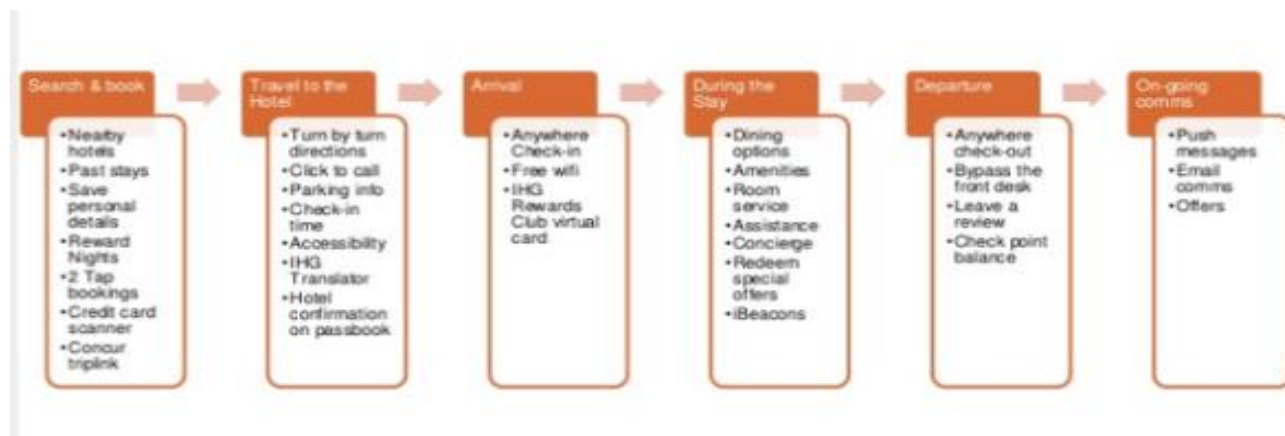 Search & book
•Nearby
hotels
•Past stays
•Save
personal
details
•Reward
Nights
•2 Tap
bookings
•Credit card
scanner
•Concur
triplink
Travel to the
Hotel
•Turn by turn
directions
•Click to call
•Parking info
•Check-in
time
•Accessibility
•IHG
Translator
•Hotel
confirmation
on passbook
Arrival
•Anywhere
Check-in
•Free wifi
•IHG
Rewards
Club virtual
card
During the
Stay
•Dining
options
•Amenities
•Room
service
•Assistance
•Concierge
•Redeem
special
offers
•iBeacons
Departure
•Anywhere
check-out
•Bypass the
front desk
•Leave a
review
•Check point
balance
On-going
comms
•Push
messages
•Email
comms
•Offers